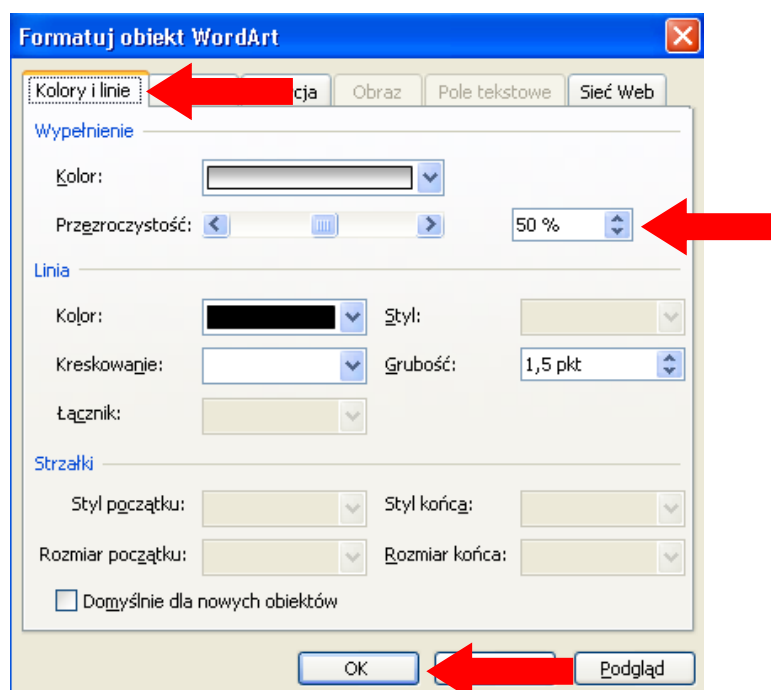 Formatuj obiekt WordArt
Kolory i linie cja Obraz Pole tekstowe Sieć Web
Wypełnienie
Kolor:
Przezroczystość: 50 %
Linia
Kolor: Styl:
Kreskowanie: Grubość: 1,5 pkt
Łącznik:
Strzałki
Styl początku: Styl końca:
Rozmiar początku: Rozmiar końca:
Domyślnie dla nowych obiektów
OK Podgląd